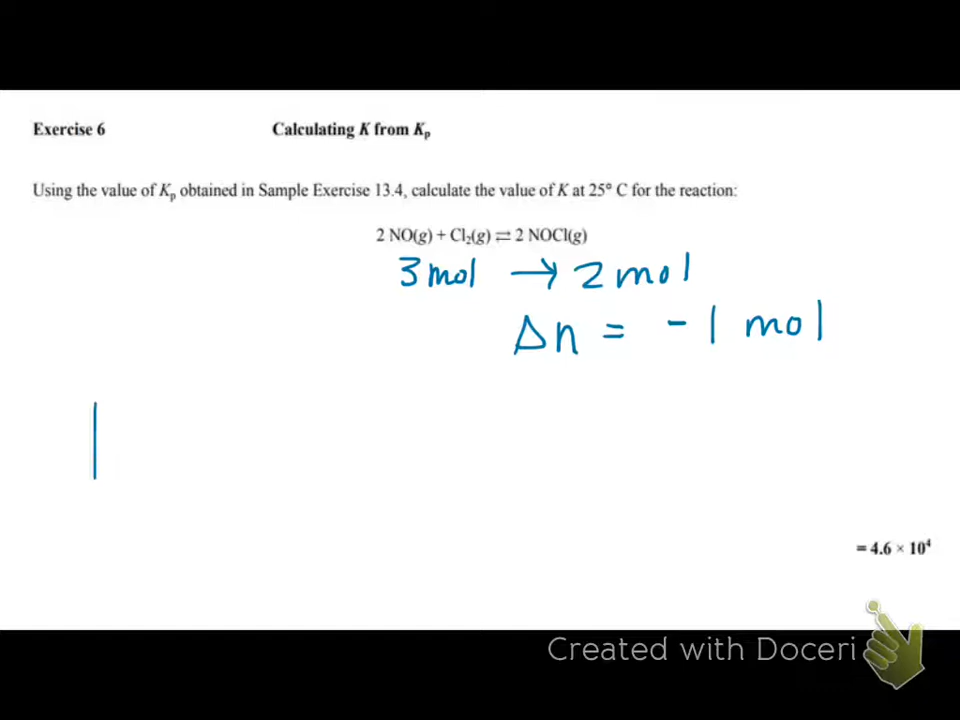 Exercise 6 Calculating K from Kp
Using the value of Kp obtained in Sample Exercise 13.4, calculate the value of K at 25° C for the reaction:
2 NO(g) + Cl₂(g) ⇌ 2 NOCl(g)
3 mol → 2 mol
Δn = - 1 mol
= 4.6 × 10⁴
Created with Doceri